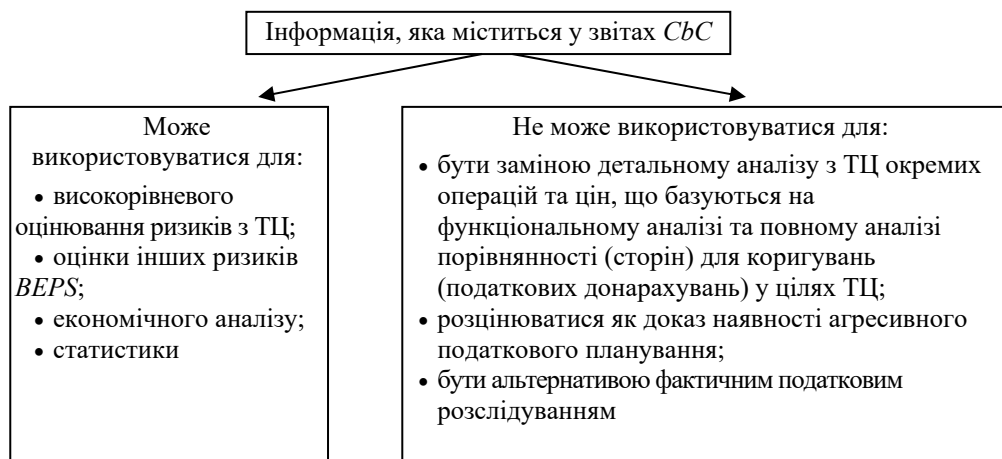 Інформація, яка міститься у звітах CbC
Може
використовуватися для:
• високорівневого
оцінювання ризиків з ТЦ;
• оцінки інших ризиків
BEPS;
• економічного аналізу;
• статистики
Не може використовуватися для:
• бути заміною детальному аналізу з ТЦ окремих
операцій та цін, що базуються на
функціональному аналізі та повному аналізі
порівнянності (сторін) для коригувань
(податкових донарахувань) у цілях ТЦ;
• розцінюватися як доказ наявності агресивного
податкового планування;
• бути альтернативою фактичним податковим
розслідуванням